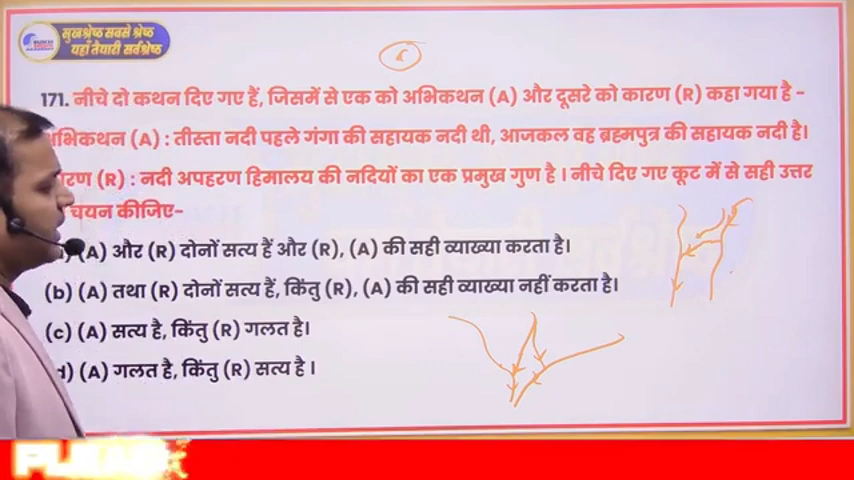 सुखश्रेष्ठ सबसे श्रेष्ठ
यहाँ तैयारी सर्वश्रेष्ठ
171. नीचे दो कथन दिए गए हैं, जिसमें से एक को अभिकथन (A) और दूसरे को कारण (R) कहा गया है -
भिकथन (A) : तीस्ता नदी पहले गंगा की सहायक नदी थी, आजकल वह ब्रह्मपुत्र की सहायक नदी है।
रण (R) : नदी अपहरण हिमालय की नदियों का एक प्रमुख गुण है । नीचे दिए गए कूट में से सही उत्तर
चयन कीजिए-
) (A) और (R) दोनों सत्य हैं और (R), (A) की सही व्याख्या करता है।
(b) (A) तथा (R) दोनों सत्य हैं, किंतु (R), (A) की सही व्याख्या नहीं करता है।
(c) (A) सत्य है, किंतु (R) गलत है।
d) (A) गलत है, किंतु (R) सत्य है ।